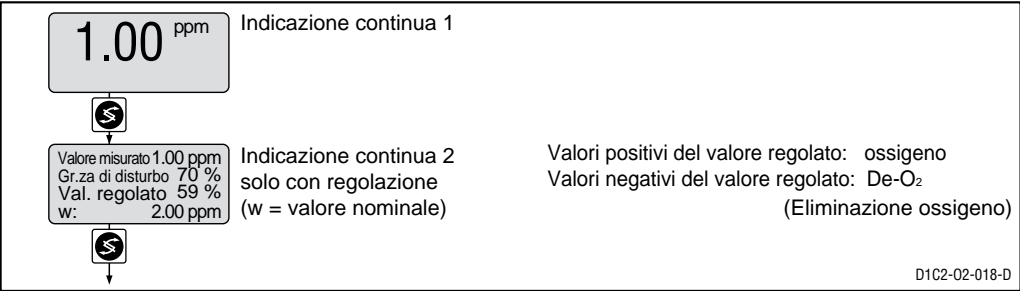 1.00 ppm
Indicazione continua 1
Valore misurato 1.00 ppm
Gr.za di disturbo 70 %
Val. regolato 59 %
w: 2.00 ppm
Indicazione continua 2
solo con regolazione
(w = valore nominale)
Valori positivi del valore regolato: ossigeno
Valori negativi del valore regolato: De-O₂
(Eliminazione ossigeno)
D1C2-O2-018-D